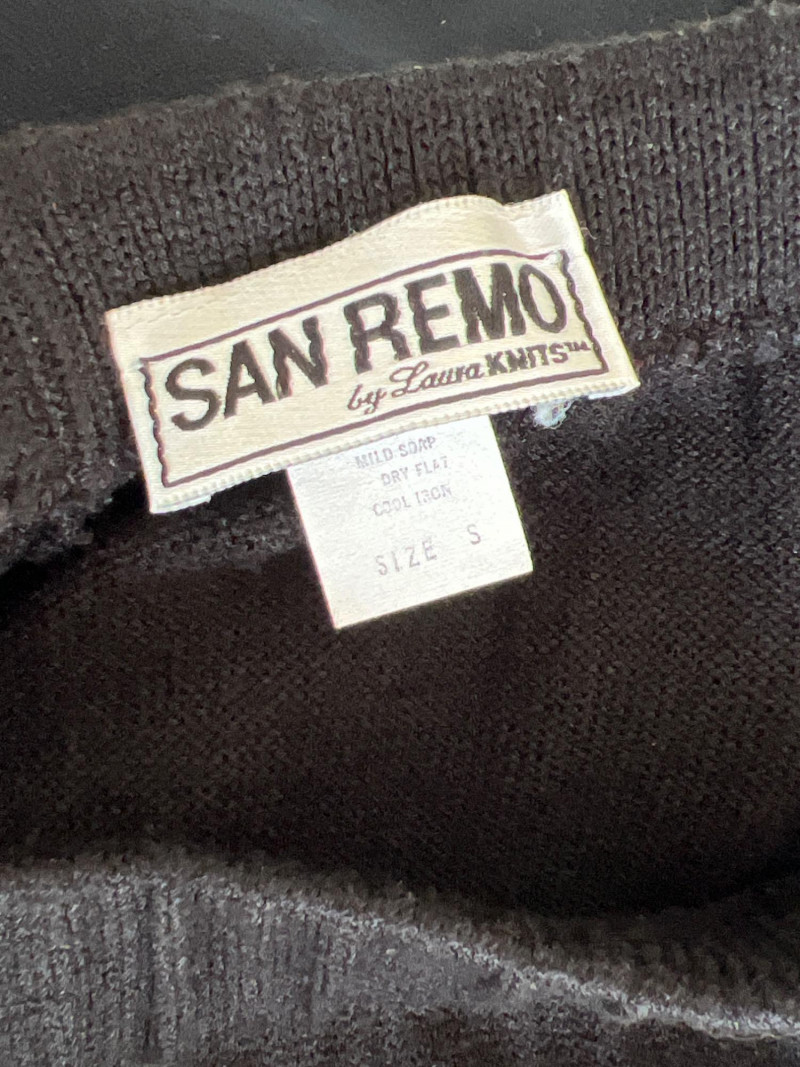 SAN REMO
by Laura KNITS™
MILD SOAP
DRY FLAT
COOL IRON
SIZE S